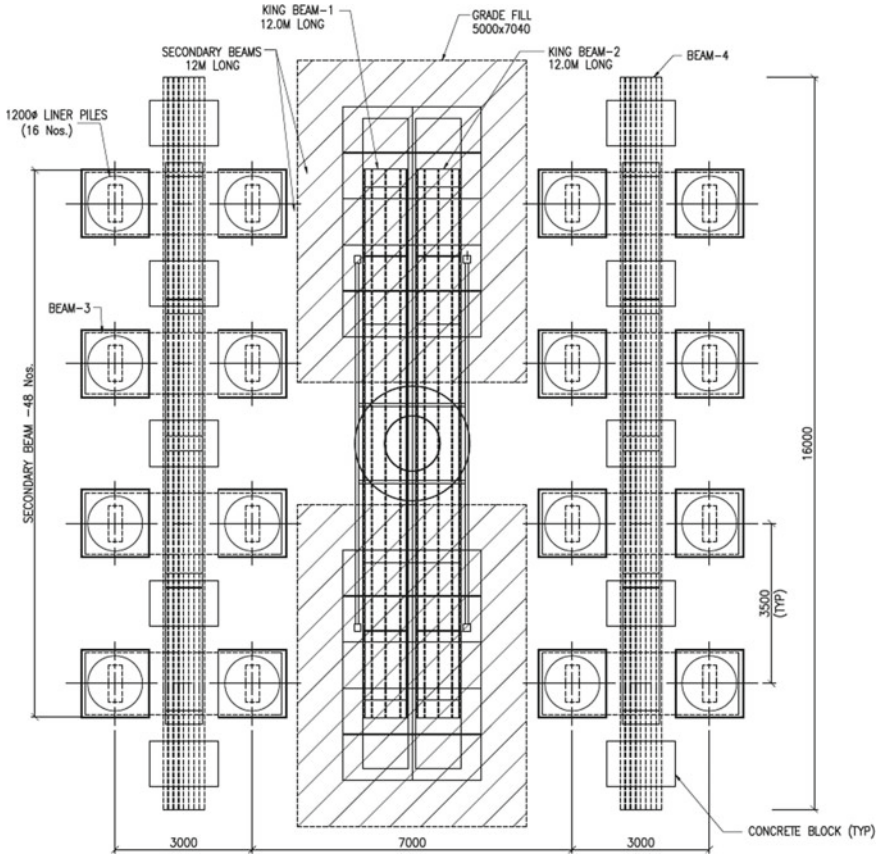 KING BEAM-1
12.0M LONG
GRADE FILL
5000x7040
SECONDARY BEAMS
12M LONG
KING BEAM-2
12.0M LONG
BEAM-4
1200ø LINER PILES
(16 Nos.)
BEAM-3
SECONDARY BEAM -48 Nos.
16000
3500
(TYP)
3000
7000
3000
CONCRETE BLOCK (TYP)